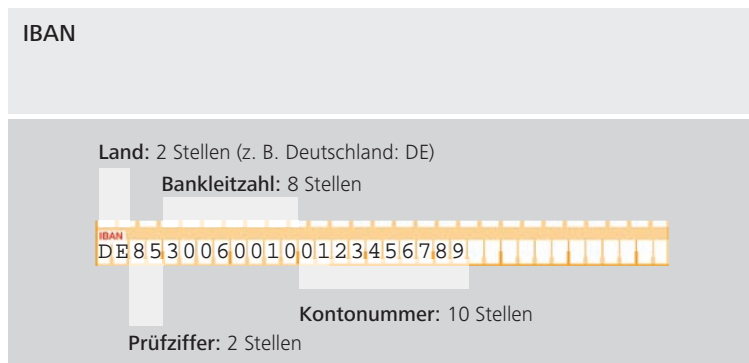 IBAN
Land: 2 Stellen (z. B. Deutschland: DE)
Bankleitzahl: 8 Stellen
IBAN
DE85300600100123456789
Kontonummer: 10 Stellen
Prüfziffer: 2 Stellen